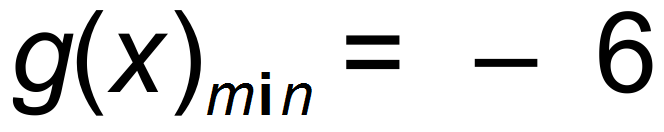 g(x)min = − 6